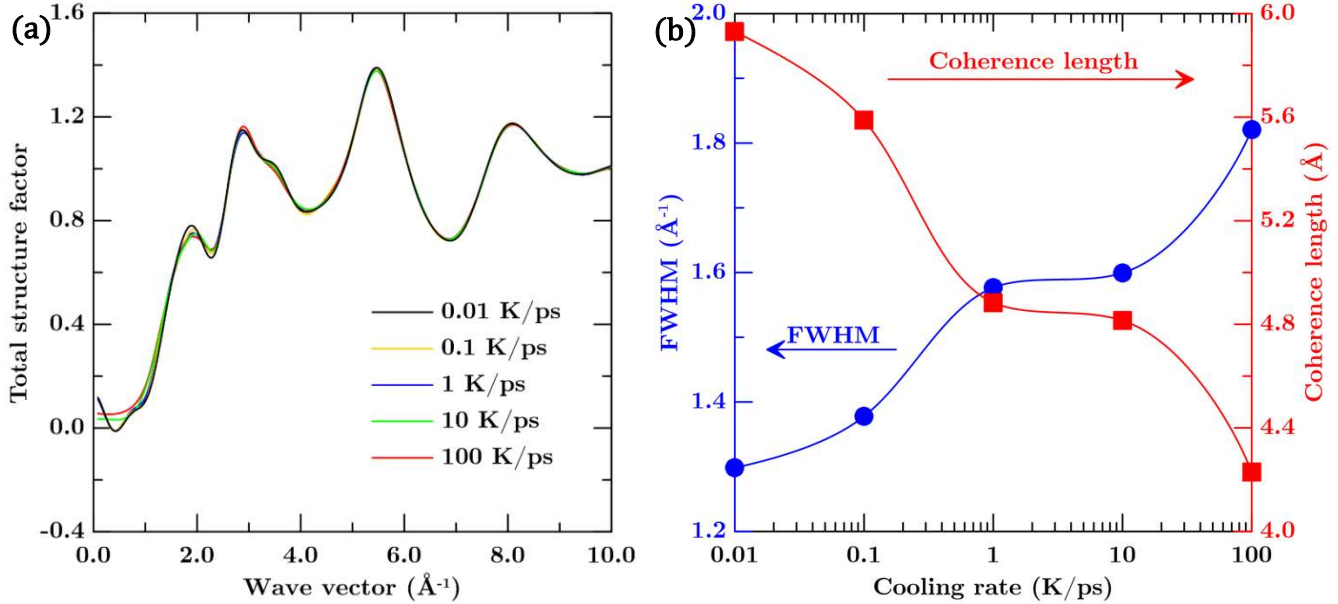 (a)
1.6
1.2
0.8
0.4
0.0
-0.4
Total structure factor
0.01 K/ps
0.1 K/ps
1 K/ps
10 K/ps
100 K/ps
0.0
2.0
4.0
6.0
8.0
10.0
Wave vector (Å⁻¹)
(b)
2.0
1.8
1.6
1.4
1.2
FWHM (Å⁻¹)
Coherence length
FWHM
6.0
5.6
5.2
4.8
4.4
4.0
Coherence length (Å)
0.01
0.1
1
10
100
Cooling rate (K/ps)